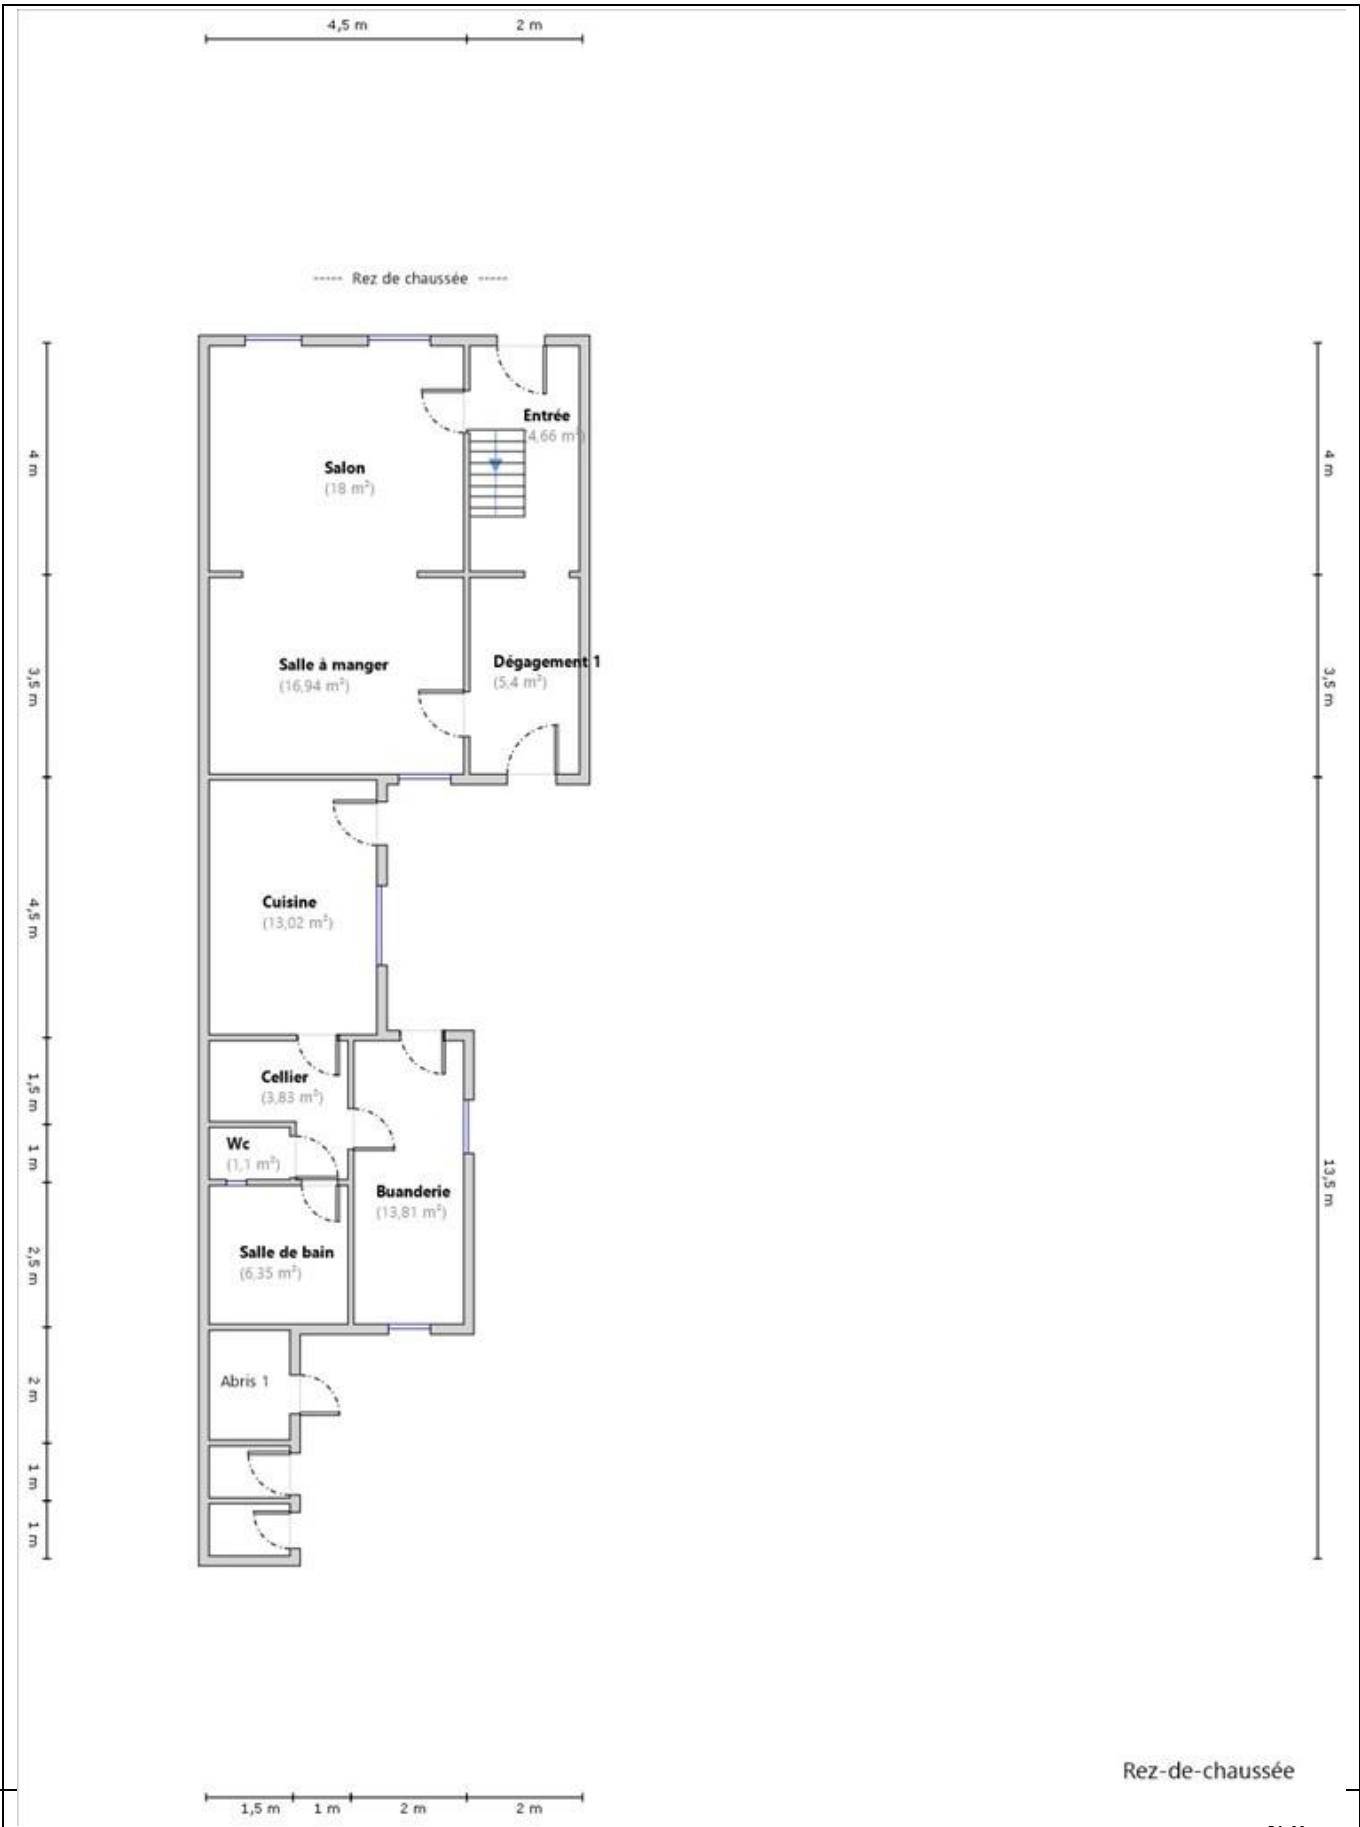 4,5 m
2 m
----- Rez de chaussée -----
Entrée
(4,66 m²)
4 m
Salon
(18 m²)
4 m
3,5 m
Salle à manger
(16,94 m²)
Dégagement 1
(5,4 m²)
3,5 m
4,5 m
Cuisine
(13,02 m²)
1,5 m
Cellier
(3,83 m²)
1 m
Wc
(1,1 m²)
Buanderie
(13,81 m²)
13,5 m
2,5 m
Salle de bain
(6,35 m²)
2 m
Abris 1
1 m
1 m
Rez-de-chaussée
1,5 m
1 m
2 m
2 m